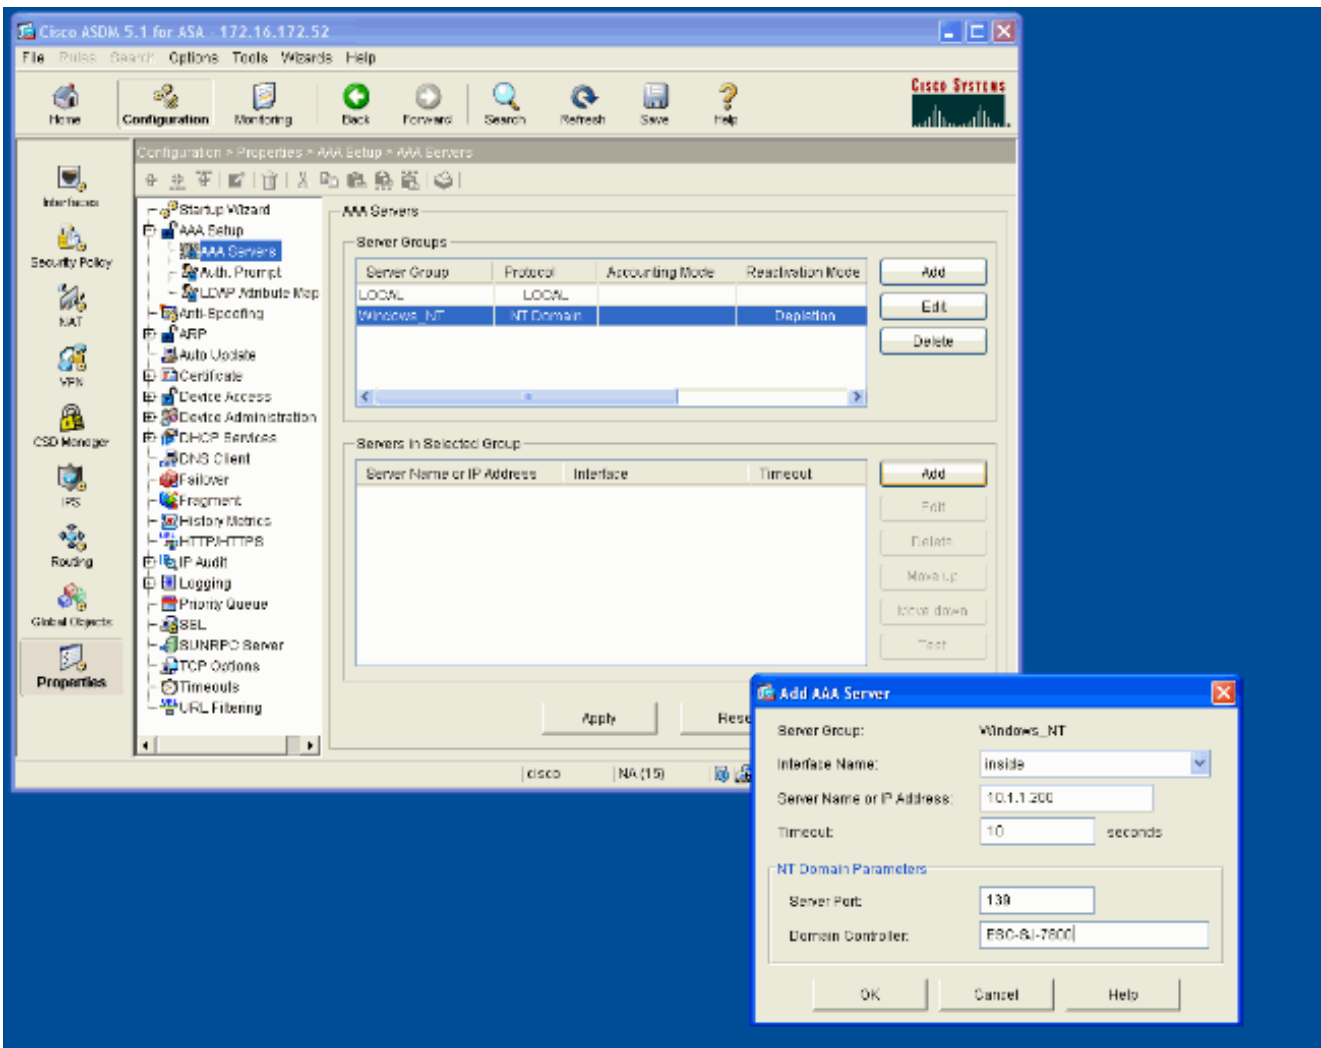 Cisco ASDM 5.1 for ASA - 172.16.172.52
File Rules Search Options Tools Wizards Help
Home Configuration Monitoring Back Forward Search Refresh Save Help
CISCO SYSTEMS
Configuration > Properties > AAA Setup > AAA Servers
Interfaces
Security Policy
NAT
VPN
CSD Manager
IPS
Routing
Global Objects
Properties
Startup Wizard
AAA Setup
AAA Servers
Auth. Prompt
LDAP Attribute Map
Anti-Spoofing
ARP
Auto Update
Certificate
Device Access
Device Administration
DHCP Services
DNS Client
Failover
Fragment
History Metrics
HTTP/HTTPS
IP Audit
Logging
Priority Queue
SSL
SUNRPC Server
TCP Options
Timeouts
URL Filtering
AAA Servers
Server Groups
Server Group Protocol Accounting Mode Reactivation Mode
LOCAL LOCAL
Windows_NT NT Domain Depletion
Add
Edit
Delete
Servers in Selected Group
Server Name or IP Address Interface Timeout
Add
Edit
Delete
Move up
Move down
Test
Apply Rese
cisco NA (15)
Add AAA Server
Server Group: Windows_NT
Interface Name: inside
Server Name or IP Address: 10.1.1.200
Timeout: 10 seconds
NT Domain Parameters
Server Port: 139
Domain Controller: ESC-SJ-7800
OK Cancel Help